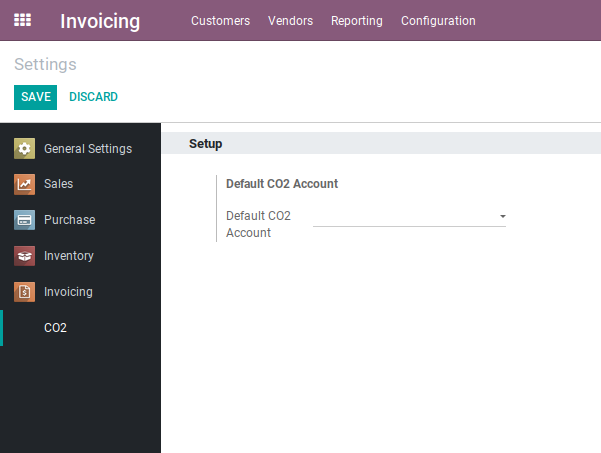 Invoicing Customers Vendors Reporting Configuration
Settings
SAVE DISCARD
General Settings
Sales
Purchase
Inventory
Invoicing
CO2
Setup
Default CO2 Account
Default CO2
Account